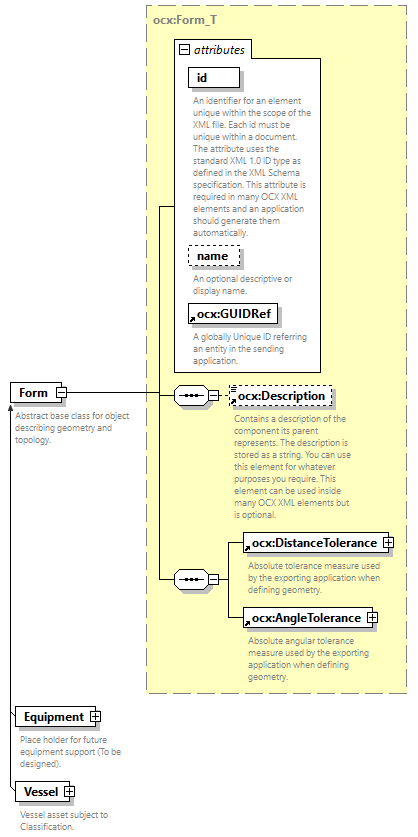 ocx:Form_T
attributes
id
An identifier for an element
unique within the scope of the
XML file. Each id must be
unique within a document.
The attribute uses the
standard XML 1.0 ID type as
defined in the XML Schema
specification. This attribute is
required in many OCX XML
elements and an application
should generate them
automatically.
name
An optional descriptive or
display name.
ocx:GUIDRef
A globally Unique ID referring
an entity in the sending
application.
Form
Abstract base class for object
describing geometry and
topology.
ocx:Description
Contains a description of the
component its parent
represents. The description is
stored as a string. You can use
this element for whatever
purposes you require. This
element can be used inside
many OCX XML elements but
is optional.
ocx:DistanceTolerance
Absolute tolerance measure used
by the exporting application when
defining geometry.
ocx:AngleTolerance
Absolute angular tolerance
measure used by the exporting
application when defining
geometry.
Equipment
Place holder for future
equipment support (To be
designed).
Vessel
Vessel asset subject to
Classification.